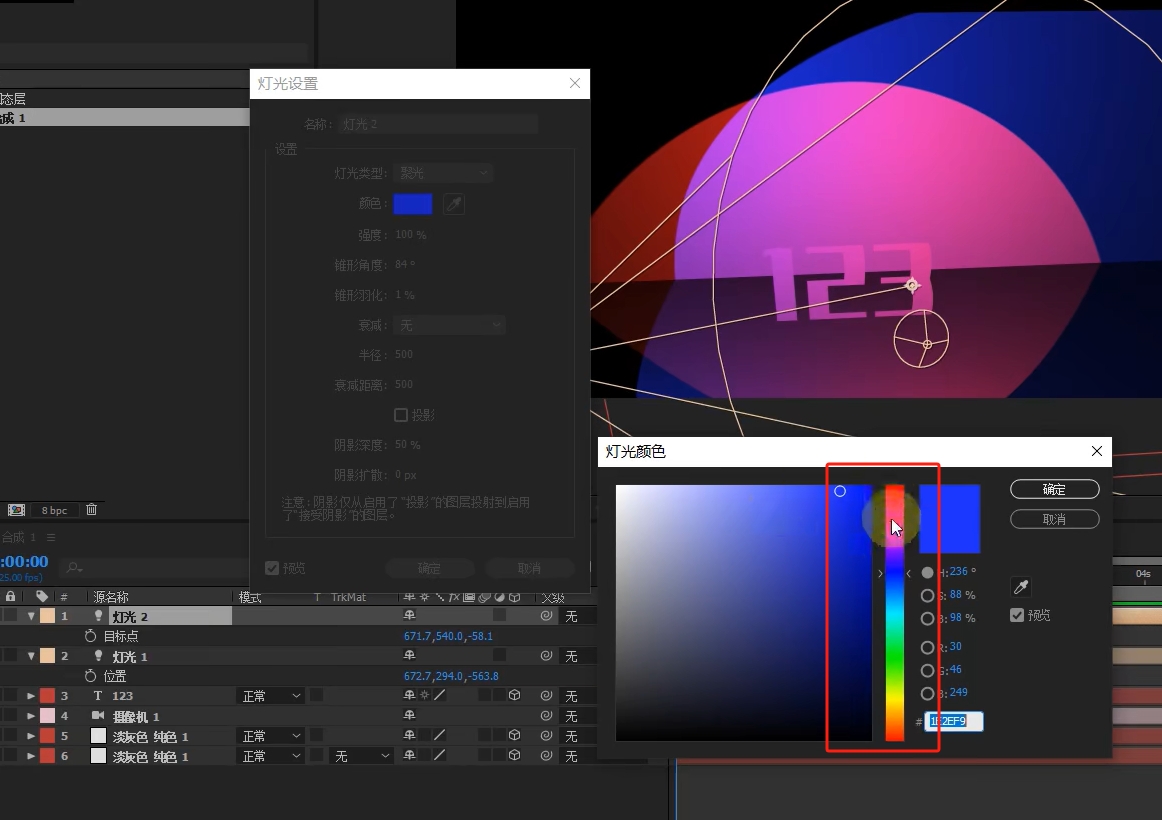 态层
合成 1
灯光设置
名称: 灯光 2
设置
灯光类型: 聚光
颜色:
强度: 100 %
锥形角度: 84 °
锥形羽化: 1 %
衰减: 无
半径: 500
衰减距离: 500
投影
阴影深度: 50 %
阴影扩散: 0 px
注意: 阴影仅从启用了 "投影"的图层投射到启用
了"接受阴影"的图层。
预览 确定 取消
123
灯光颜色
确定
取消
H: 236 °
S: 88 %
B: 98 %
预览
R: 30
G: 46
B: 249
# 1E2EF9
8 bpc
合成 1
:00:00
25.00 fps)
04s
# 源名称 模式 T TrkMat fx 父级
1 灯光 2 无
目标点 671.7,540.0,-58.1
2 灯光 1 无
位置 672.7,294.0,-563.8
3 T 123 正常 无
4 摄像机 1 无
5 淡灰色 纯色 1 正常 无
6 淡灰色 纯色 1 正常 无 无